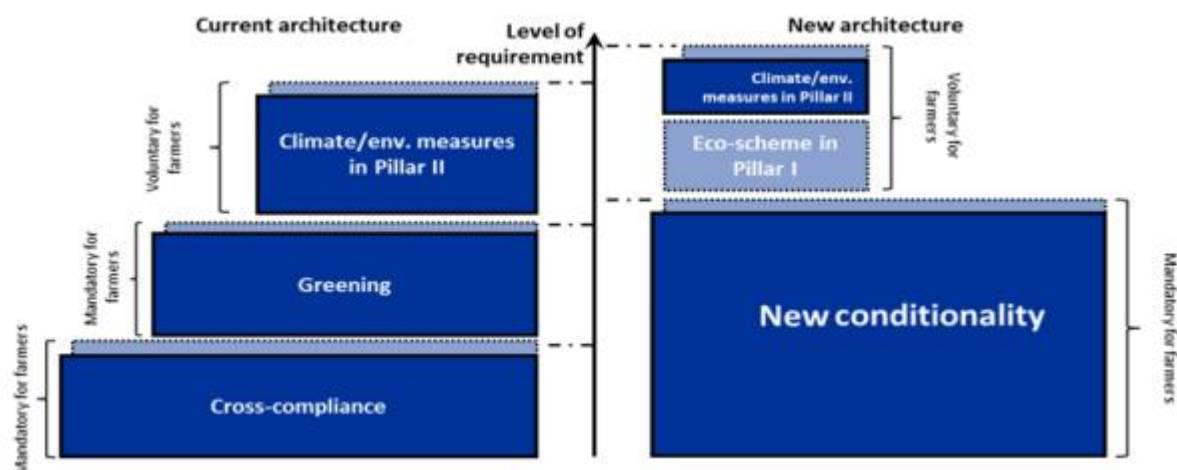 Current architecture
Level of
requirement
New architecture
Voluntary for
farmers
Climate/env. measures
in Pillar II
Mandatory for
farmers
Greening
Mandatory for farmers
Cross-compliance
Climate/env.
measures in Pillar II
Eco-scheme in
Pillar I
Voluntary for
farmers
New conditionality
Mandatory for farmers